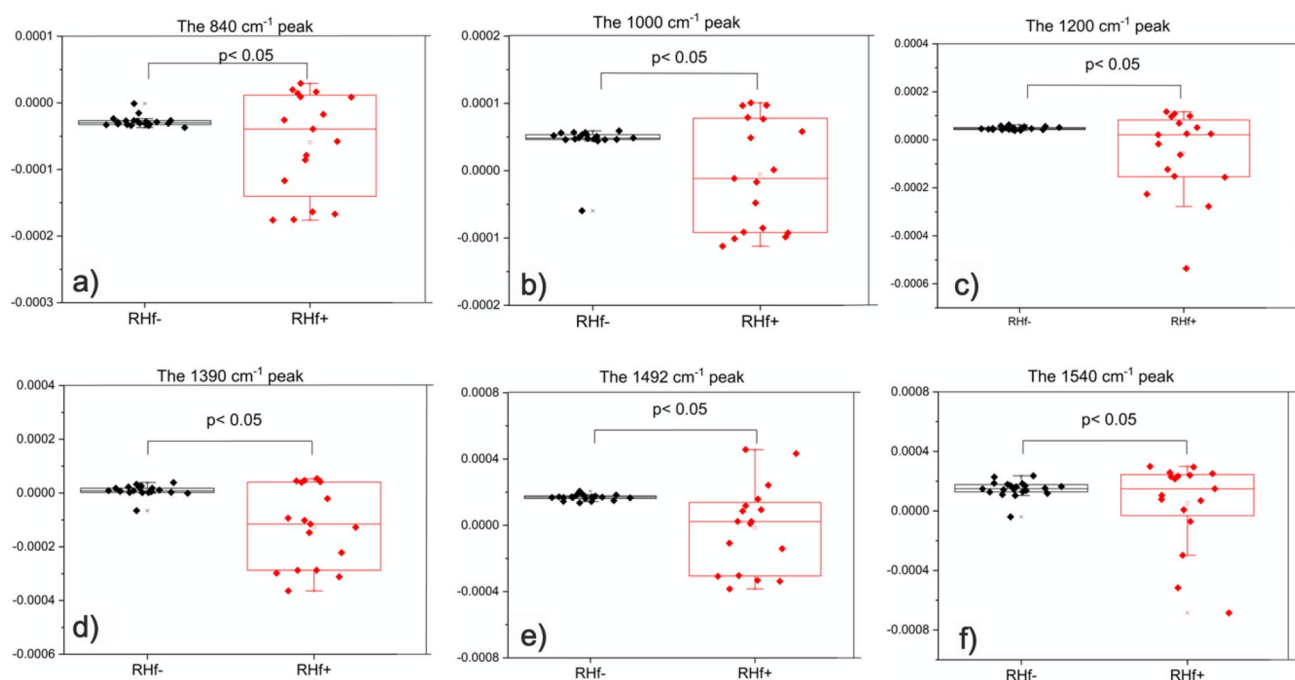 The 840 cm⁻¹ peak
0.0001
p< 0.05
0.0000
-0.0001
-0.0002
a)
-0.0003
RHf- RHf+
The 1000 cm⁻¹ peak
0.0002
p< 0.05
0.0001
0.0000
-0.0001
b)
-0.0002
RHf- RHf+
The 1200 cm⁻¹ peak
0.0004
p< 0.05
0.0002
0.0000
-0.0002
-0.0004
c)
-0.0006
RHf- RHf+
The 1390 cm⁻¹ peak
0.0004
p< 0.05
0.0002
0.0000
-0.0002
-0.0004
d)
-0.0006
RHf- RHf+
The 1492 cm⁻¹ peak
0.0008
p< 0.05
0.0004
0.0000
-0.0004
e)
-0.0008
RHf- RHf+
The 1540 cm⁻¹ peak
0.0008
p< 0.05
0.0004
0.0000
-0.0004
f)
-0.0008
RHf- RHf+